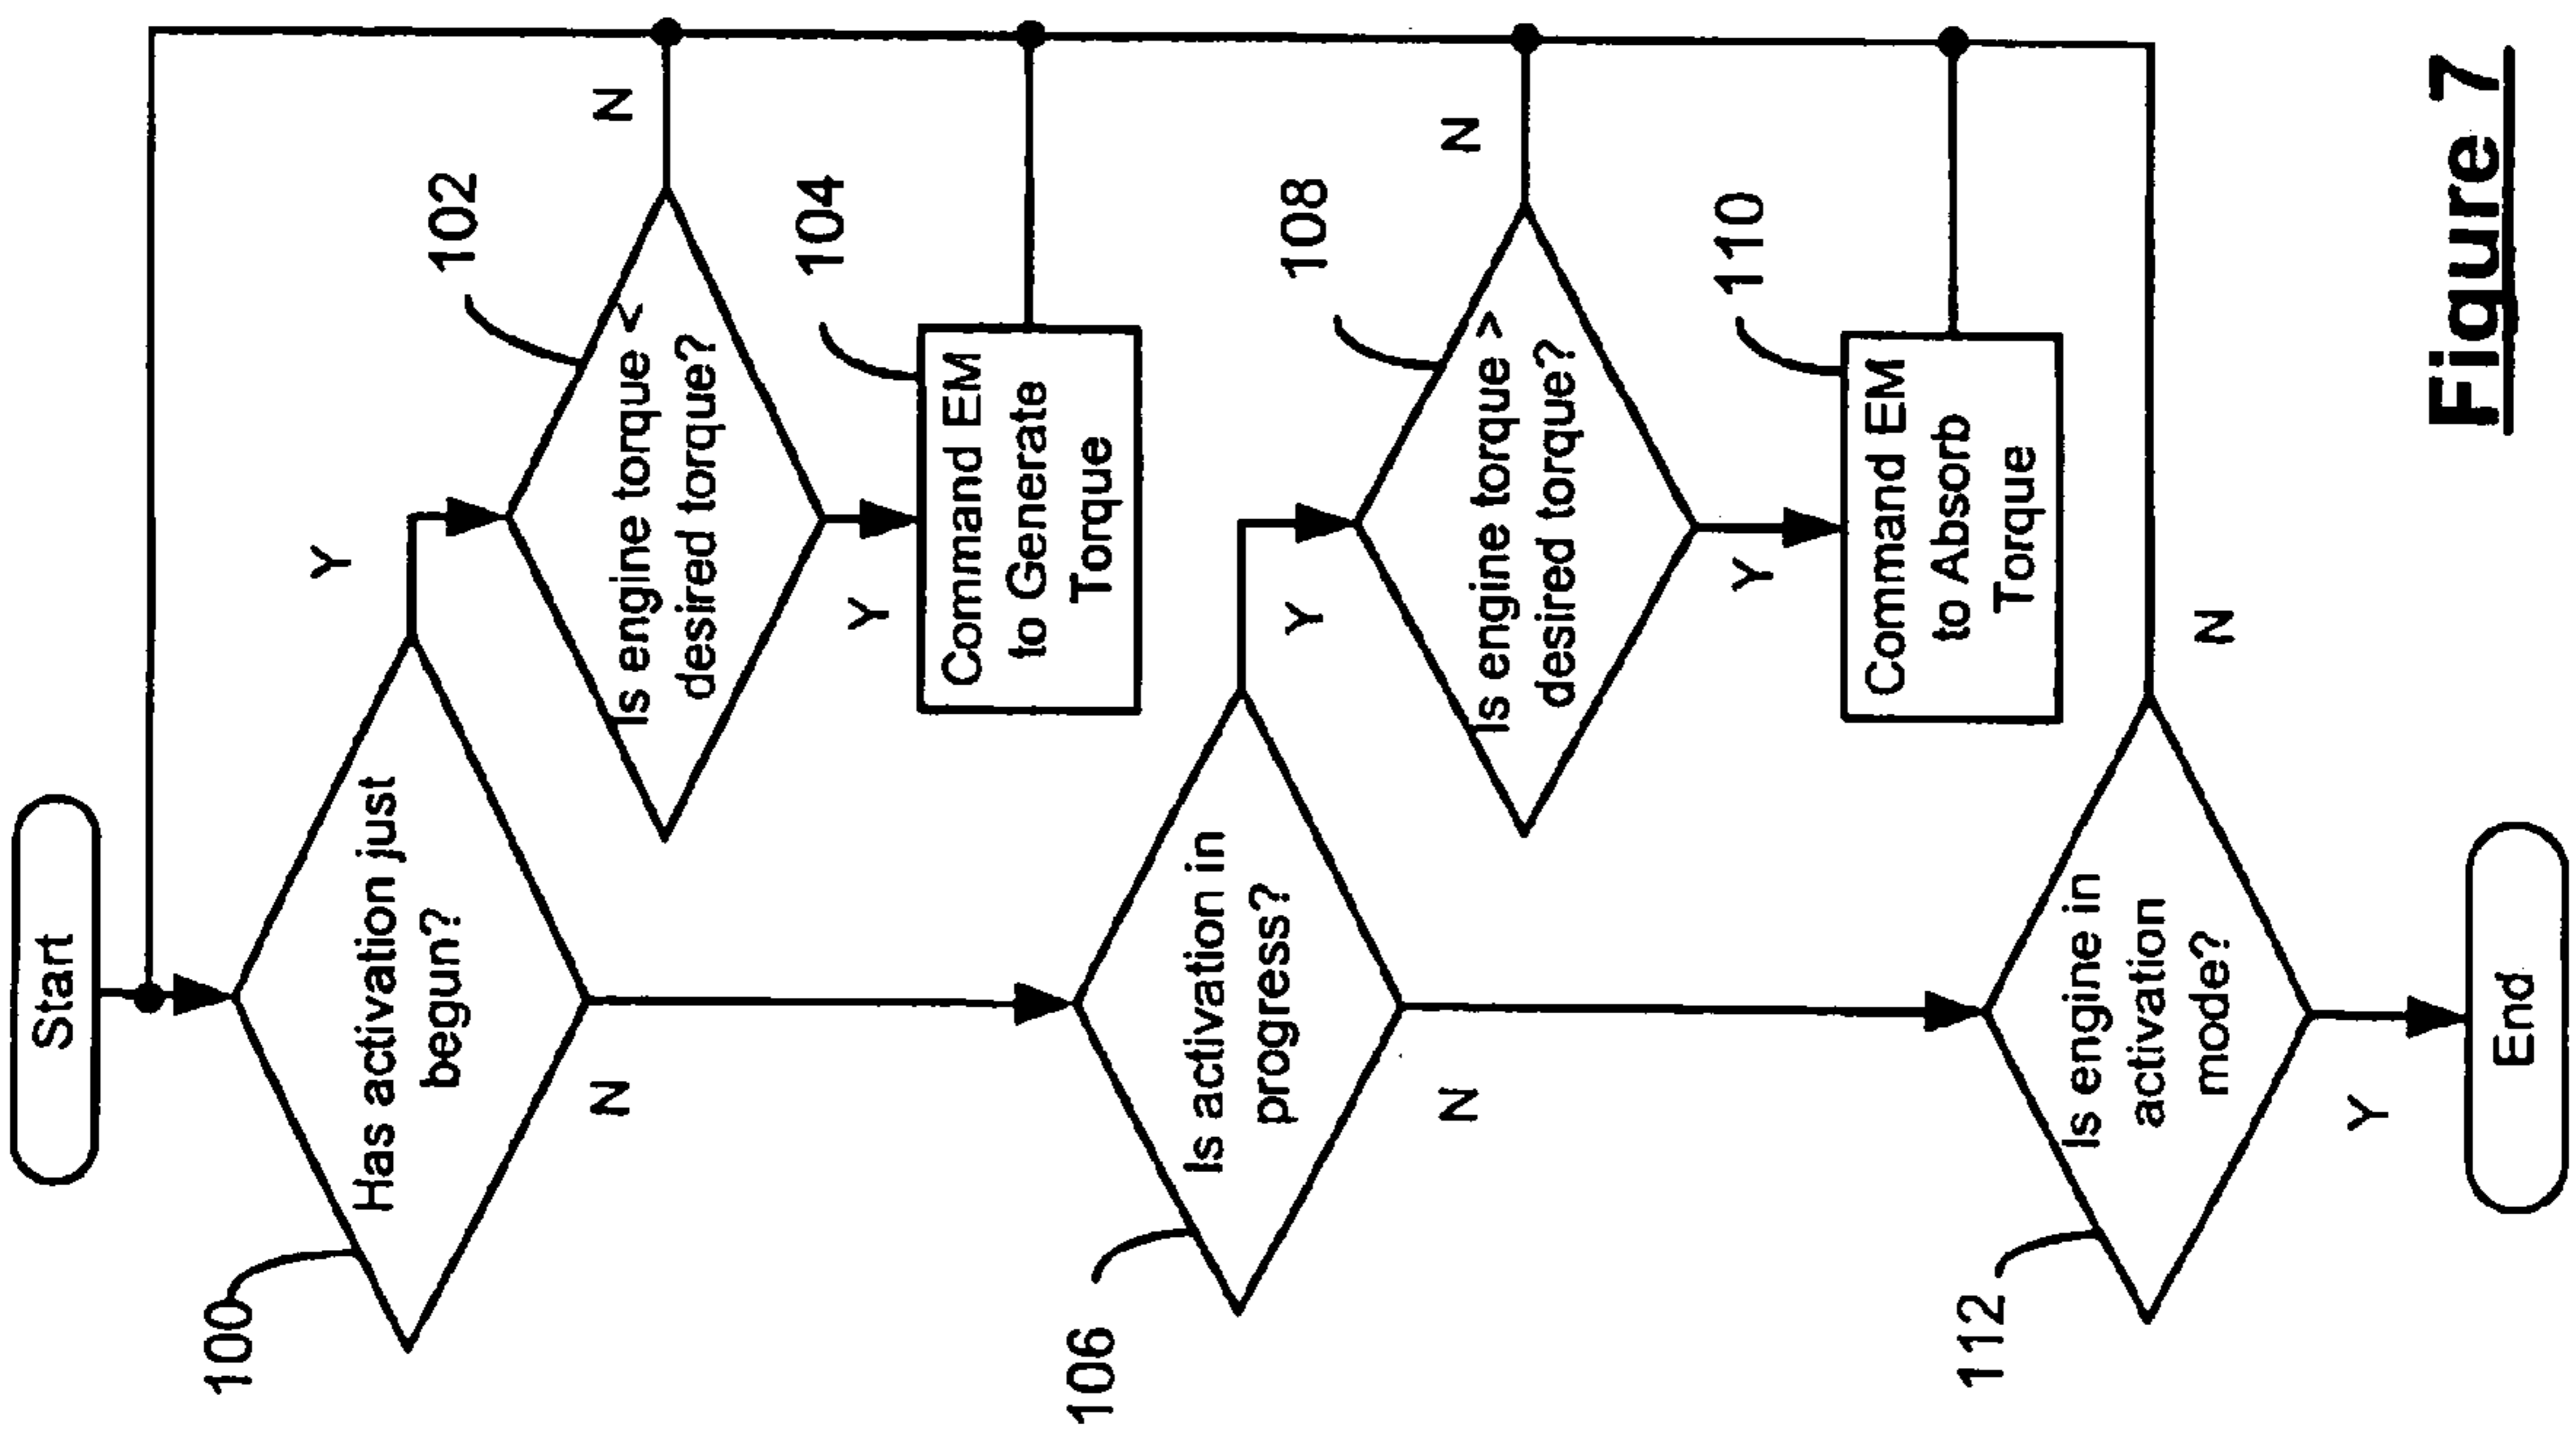 Start
100
Has activation just
begun?
Y
N
102
Is engine torque <
desired torque?
N
Y
104
Command EM
to Generate
Torque
106
Is activation in
progress?
Y
N
108
Is engine torque >
desired torque?
N
Y
110
Command EM
to Absorb
Torque
112
Is engine in
activation
mode?
N
Y
End
Figure 7